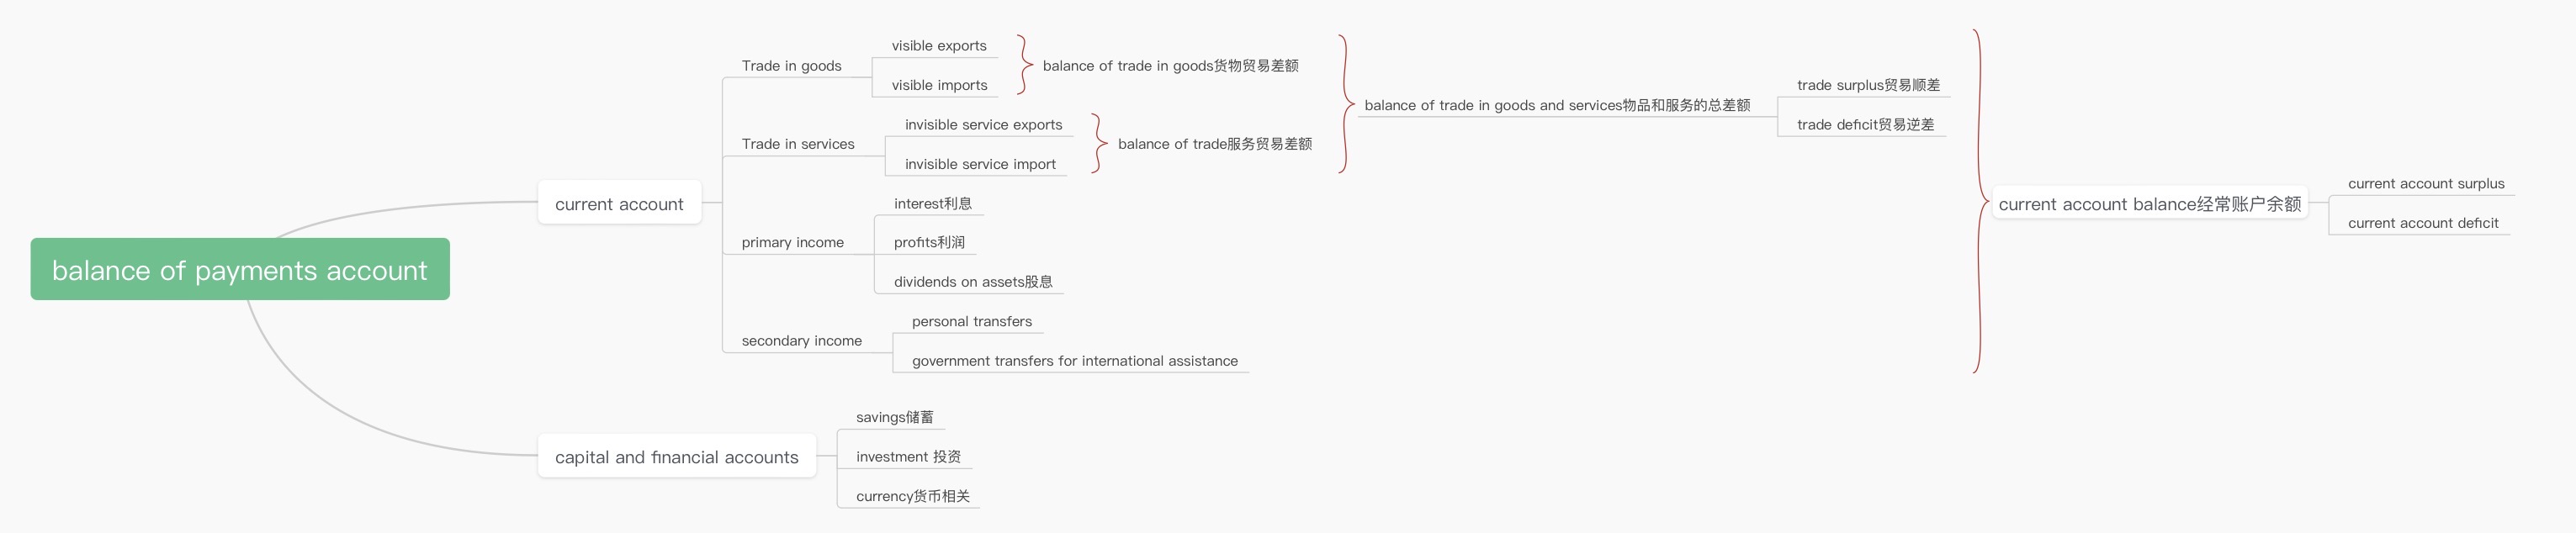 balance of payments account
current account
Trade in goods
visible exports
visible imports
balance of trade in goods货物贸易差额
Trade in services
invisible service exports
invisible service import
balance of trade服务贸易差额
balance of trade in goods and services物品和服务的总差额
trade surplus贸易顺差
trade deficit贸易逆差
primary income
interest利息
profits利润
dividends on assets股息
secondary income
personal transfers
government transfers for international assistance
current account balance经常账户余额
current account surplus
current account deficit
capital and financial accounts
savings储蓄
investment 投资
currency货币相关